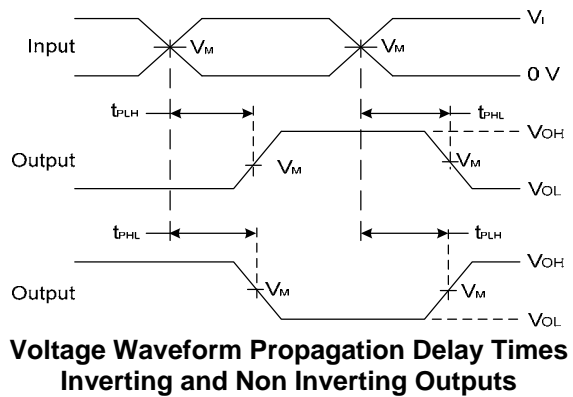 VI
Input VM VM
0 V
tPLH tPHL
VOH
Output VM VM
VOL
tPHL tPLH
VOH
Output VM VM
VOL
Voltage Waveform Propagation Delay Times
Inverting and Non Inverting Outputs